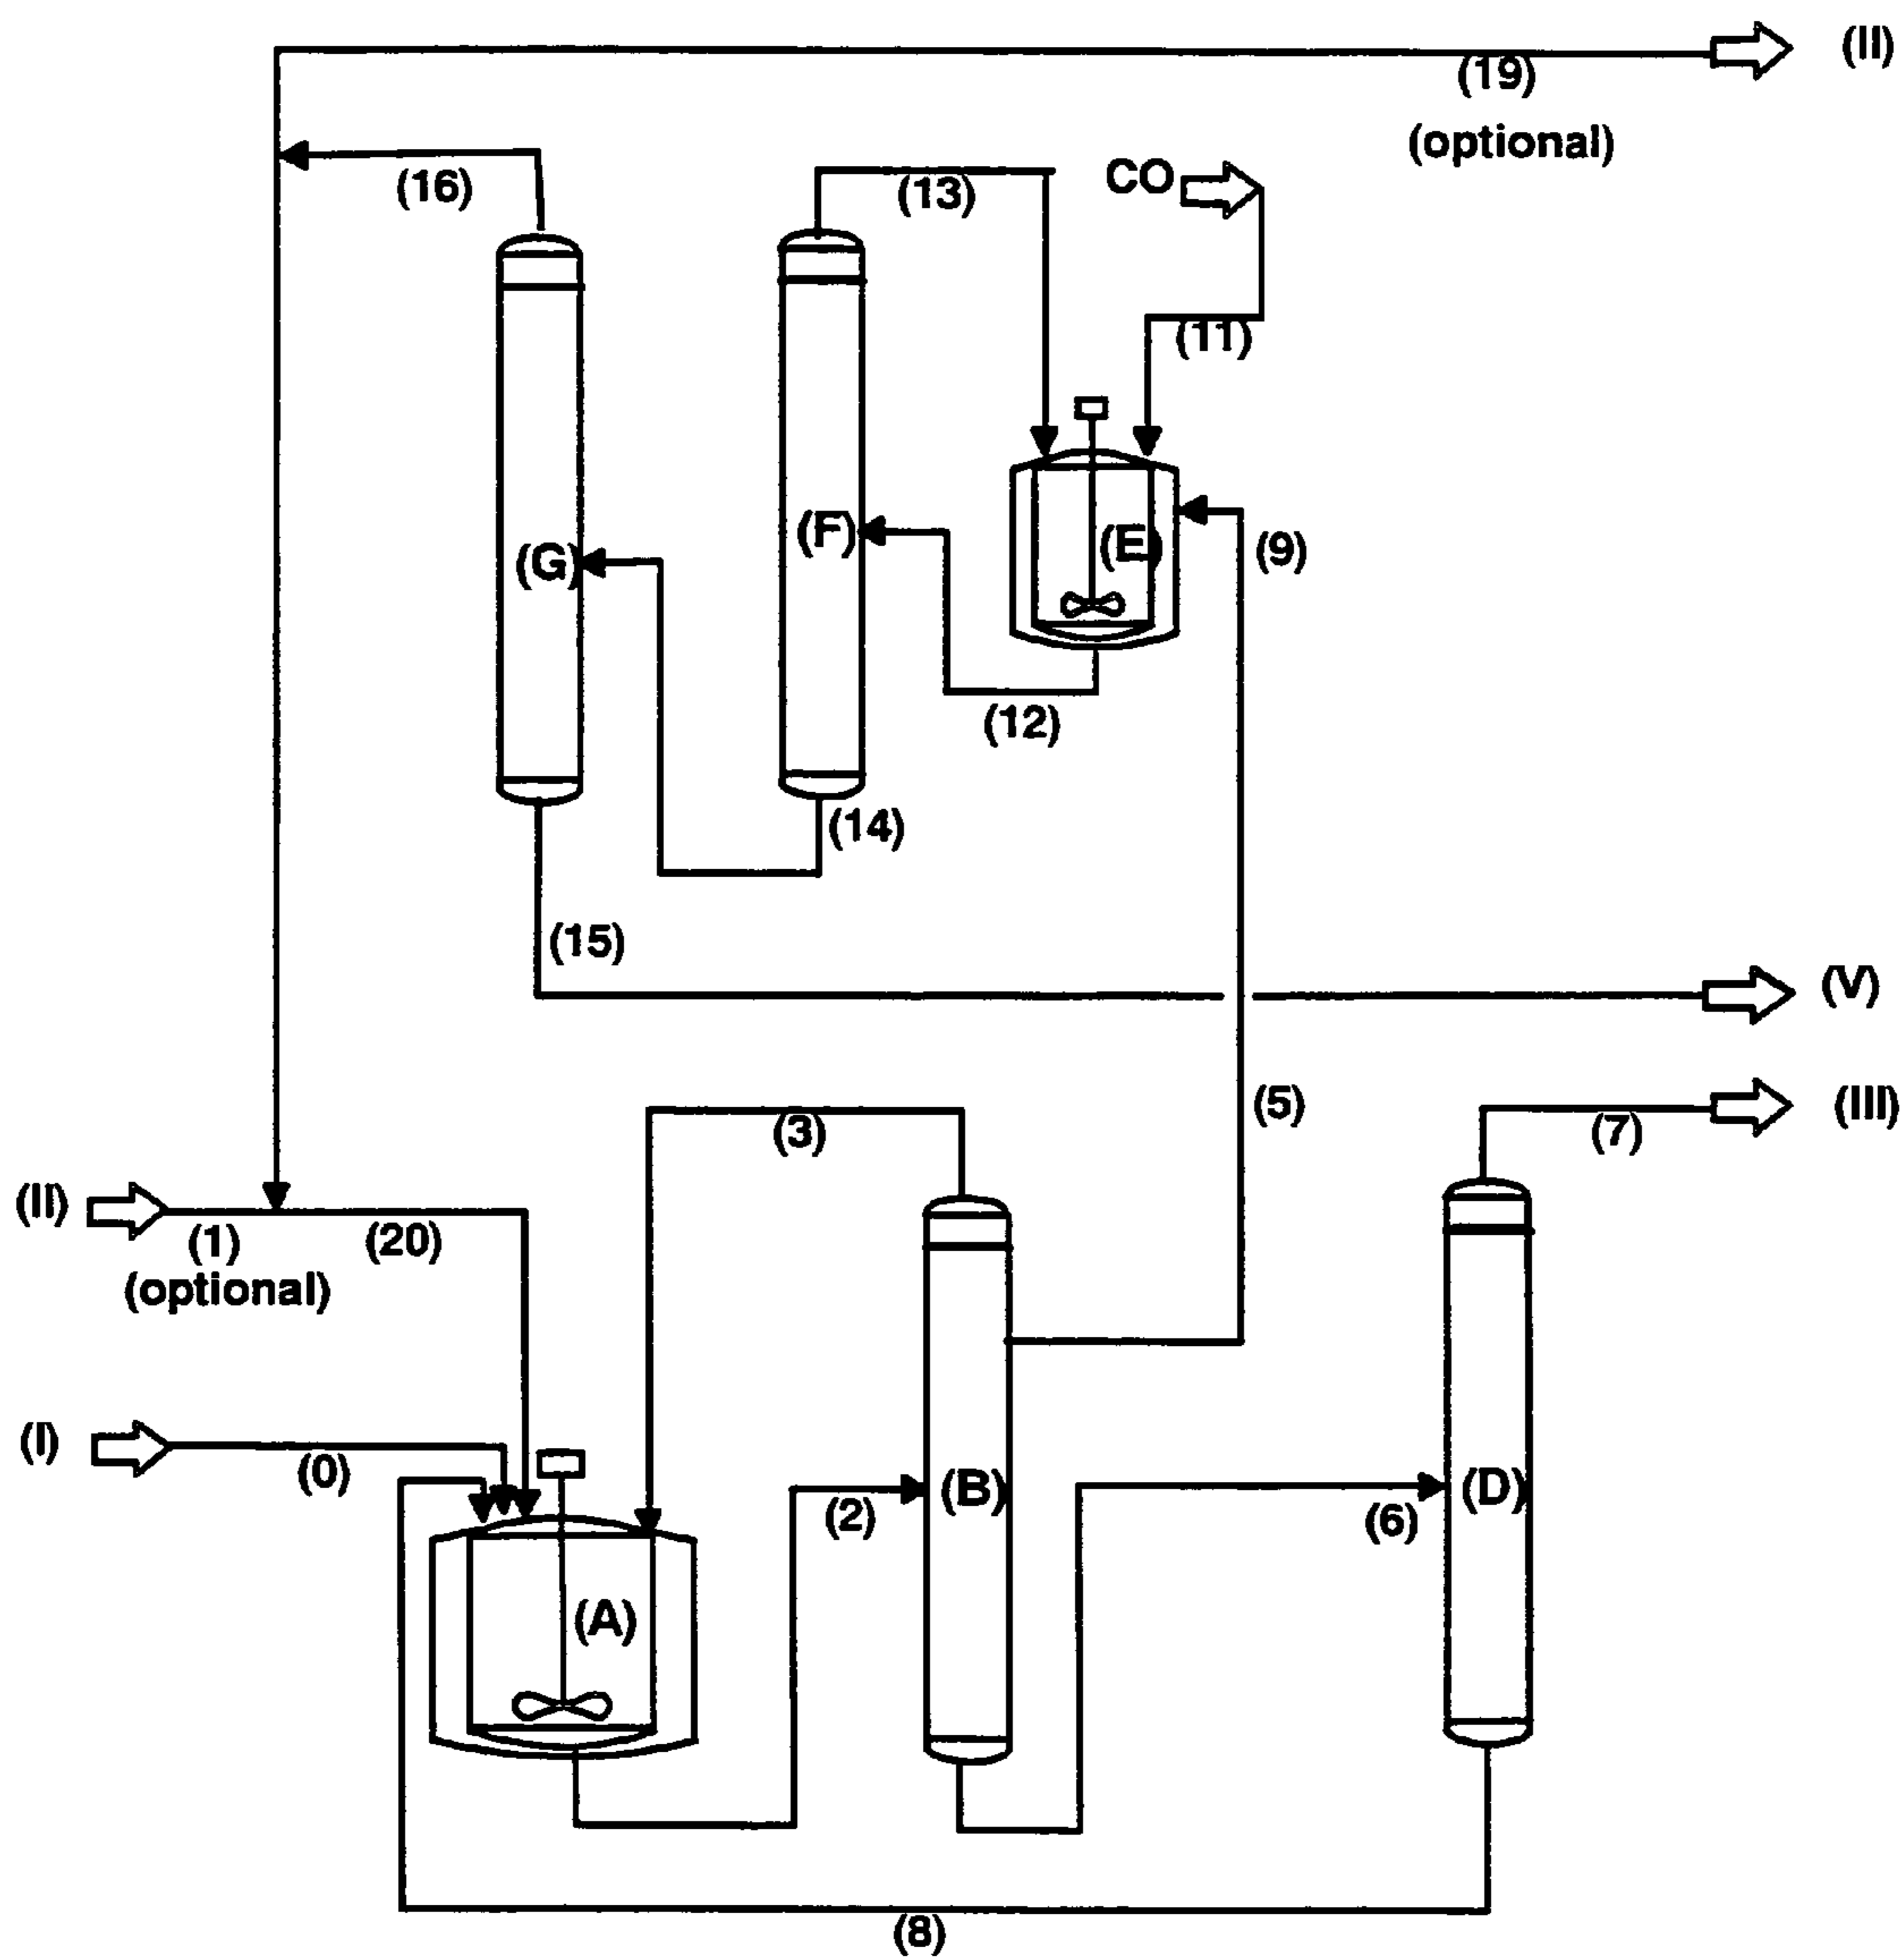 (II)
(19)
(optional)
CO
(16)
(13)
(11)
(G)
(F)
(E)
(9)
(12)
(14)
(15)
(V)
(5)
(III)
(3)
(7)
(II)
(1)
(20)
(optional)
(I)
(0)
(2)
(B)
(6)
(D)
(A)
(8)